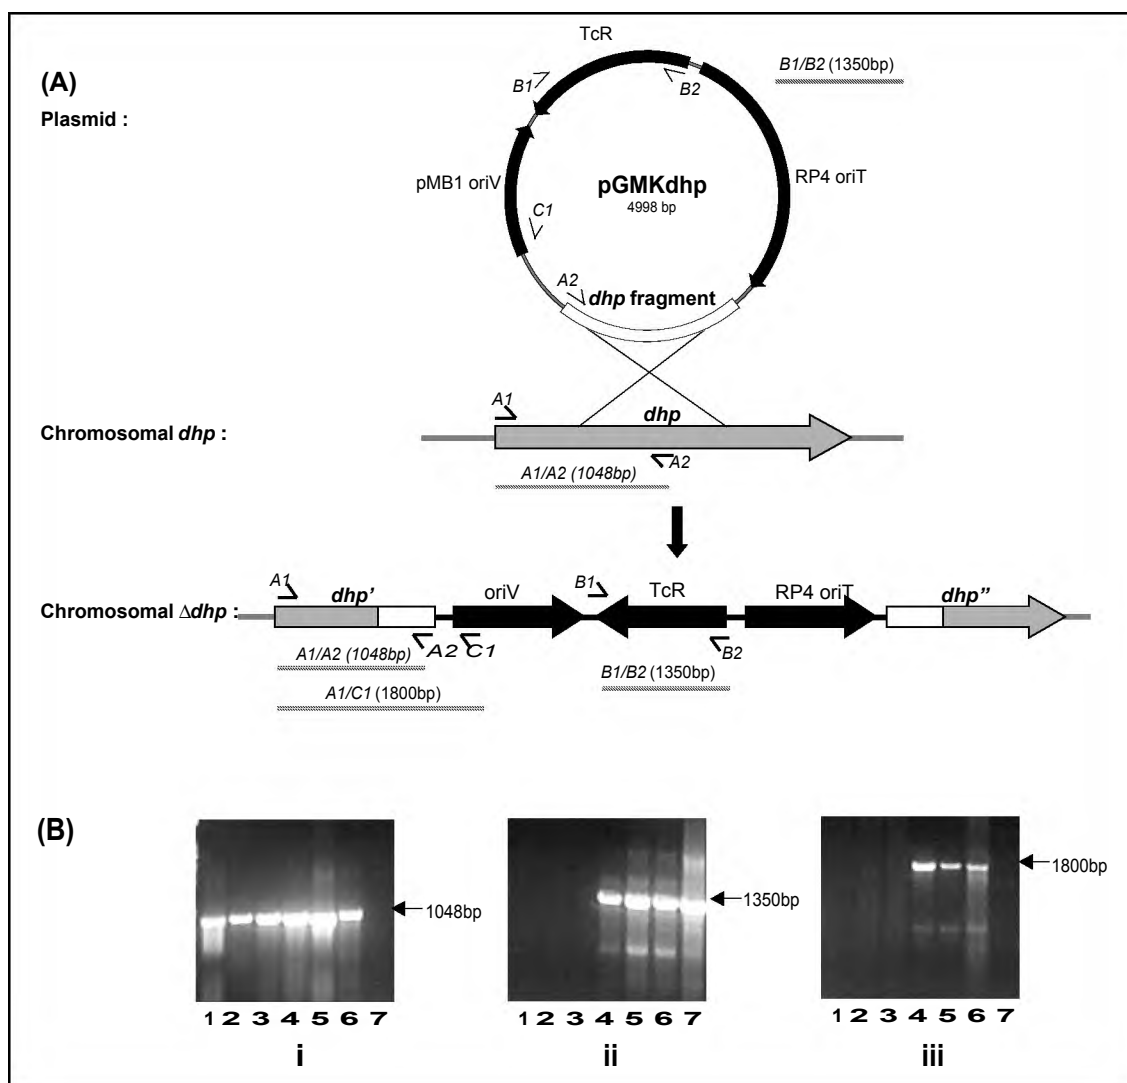 (A)
Plasmid :
TcR
B1
B2
B1/B2 (1350bp)
pMB1 oriV
pGMKdhp
4998 bp
RP4 oriT
C1
A2
dhp fragment
Chromosomal dhp :
A1
dhp
A2
A1/A2 (1048bp)
Chromosomal Δdhp :
A1
dhp’
oriV
B1
TcR
RP4 oriT
dhp”
A2
C1
B2
A1/A2 (1048bp)
B1/B2 (1350bp)
A1/C1 (1800bp)
(B)
1048bp
1350bp
1800bp
1 2 3 4 5 6 7
1 2 3 4 5 6 7
1 2 3 4 5 6 7
i
ii
iii